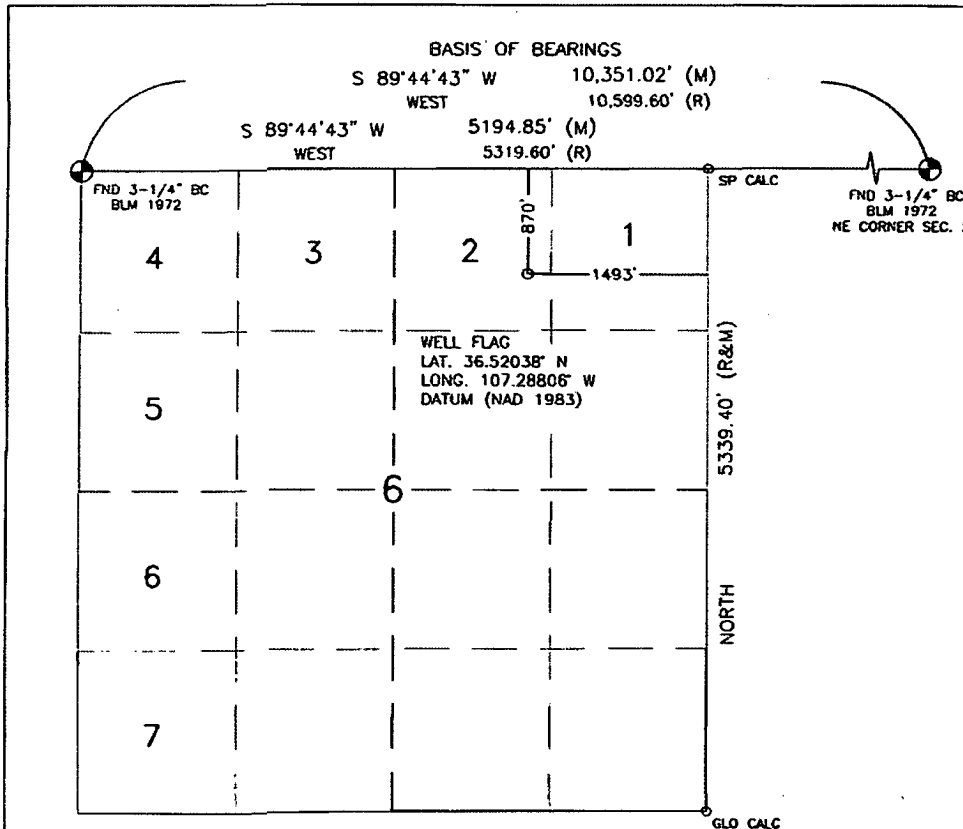 BASIS OF BEARINGS
S 89°44'43" W 10,351.02' (M)
WEST 10,599.60' (R)
S 89°44'43" W 5194.85' (M)
WEST 5319.60' (R)
FND 3-1/4" BC
BLM 1972
SP CALC
FND 3-1/4" BC
BLM 1972
NE CORNER SEC.
870'
4
3
2
1
1493'
WELL FLAG
LAT. 36.52038° N
LONG. 107.28806° W
DATUM (NAD 1983)
5339.40' (R&M)
5
6
6
NORTH
7
GLO CALC